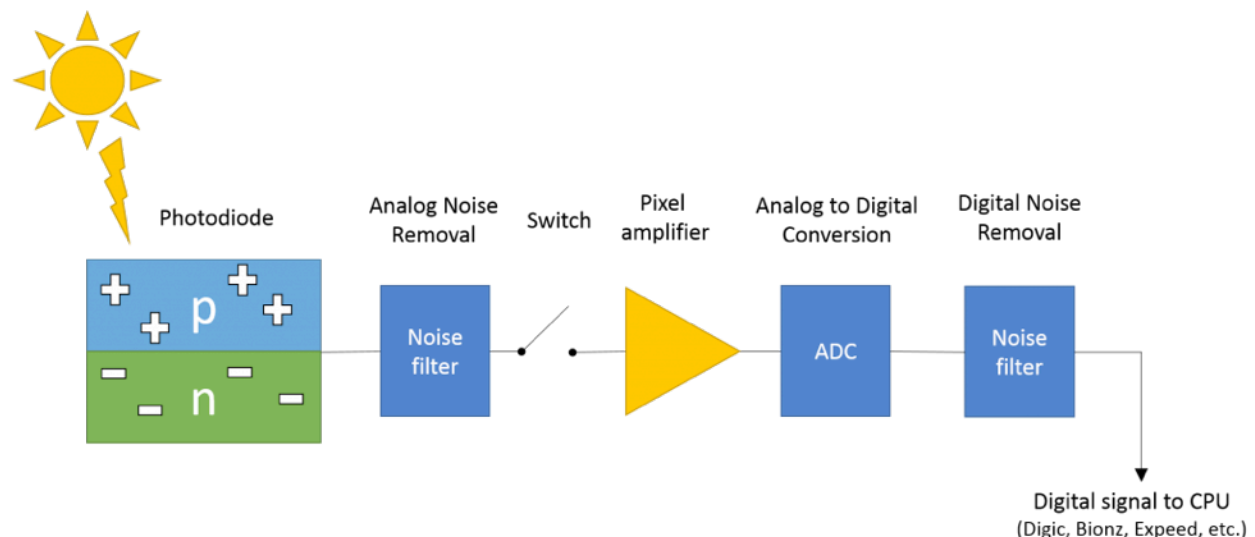 Photodiode
Analog Noise
Removal
Switch
Pixel
amplifier
Analog to Digital
Conversion
Digital Noise
Removal
p
n
Noise
filter
ADC
Noise
filter
Digital signal to CPU
(Digic, Bionz, Expeed, etc.)